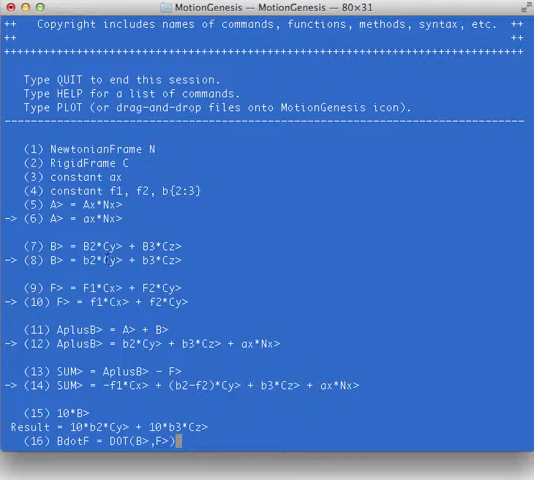 MotionGenesis — MotionGenesis — 80×31
++ Copyright includes names of commands, functions, methods, syntax, etc. ++
++ ++
++++++++++++++++++++++++++++++++++++++++++++++++++++++++++++++++++++++++++++++
Type QUIT to end this session.
Type HELP for a list of commands.
Type PLOT (or drag-and-drop files onto MotionGenesis icon).
------------------------------------------------------------------------------
(1) NewtonianFrame N
(2) RigidFrame C
(3) constant ax
(4) constant f1, f2, b{2:3}
(5) A> = Ax*Nx>
-> (6) A> = ax*Nx>
(7) B> = B2*Cy> + B3*Cz>
-> (8) B> = b2*Cy> + b3*Cz>
(9) F> = F1*Cx> + F2*Cy>
-> (10) F> = f1*Cx> + f2*Cy>
(11) AplusB> = A> + B>
-> (12) AplusB> = b2*Cy> + b3*Cz> + ax*Nx>
(13) SUM> = AplusB> - F>
-> (14) SUM> = -f1*Cx> + (b2-f2)*Cy> + b3*Cz> + ax*Nx>
(15) 10*B>
Result = 10*b2*Cy> + 10*b3*Cz>
(16) BdotF = DOT(B>,F>)